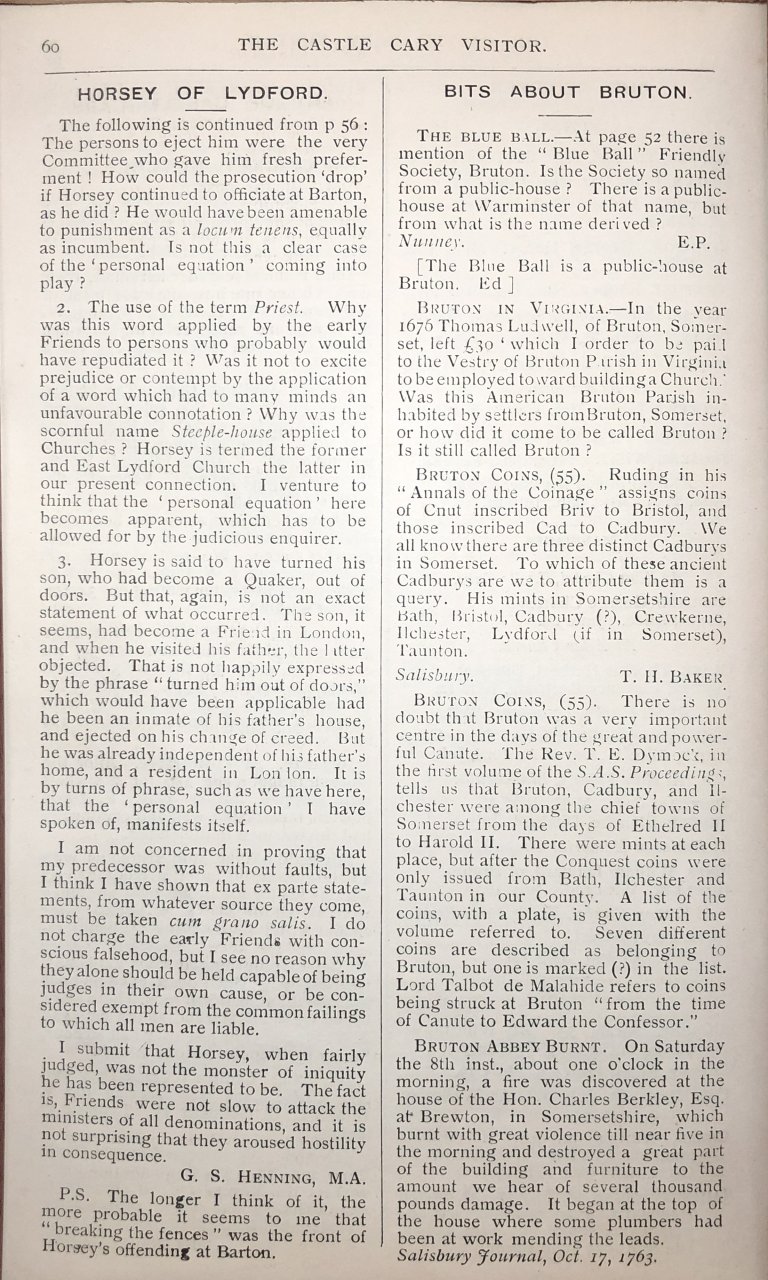 60
THE CASTLE CARY VISITOR.
HORSEY OF LYDFORD.
The following is continued from p 56 :
The persons to eject him were the very
Committee who gave him fresh prefer-
ment ! How could the prosecution ‘drop’
if Horsey continued to officiate at Barton,
as he did ? He would have been amenable
to punishment as a locum tenens, equally
as incumbent. Is not this a clear case
of the ‘personal equation’ coming into
play ?
2. The use of the term Priest. Why
was this word applied by the early
Friends to persons who probably would
have repudiated it ? Was it not to excite
prejudice or contempt by the application
of a word which had to many minds an
unfavourable connotation ? Why was the
scornful name Steeple-house applied to
Churches ? Horsey is termed the former
and East Lydford Church the latter in
our present connection. I venture to
think that the ‘personal equation’ here
becomes apparent, which has to be
allowed for by the judicious enquirer.
3. Horsey is said to have turned his
son, who had become a Quaker, out of
doors. But that, again, is not an exact
statement of what occurred. The son, it
seems, had become a Friend in London,
and when he visited his father, the latter
objected. That is not happily expressed
by the phrase “turned him out of doors,”
which would have been applicable had
he been an inmate of his father's house,
and ejected on his change of creed. But
he was already independent of his father's
home, and a resident in London. It is
by turns of phrase, such as we have here,
that the ‘personal equation’ I have
spoken of, manifests itself.
I am not concerned in proving that
my predecessor was without faults, but
I think I have shown that ex parte state-
ments, from whatever source they come,
must be taken cum grano salis. I do
not charge the early Friends with con-
scious falsehood, but I see no reason why
they alone should be held capable of being
judges in their own cause, or be con-
sidered exempt from the common failings
to which all men are liable.
I submit that Horsey, when fairly
judged, was not the monster of iniquity
he has been represented to be. The fact
is, Friends were not slow to attack the
ministers of all denominations, and it is
not surprising that they aroused hostility
in consequence.
G. S. HENNING, M.A.
P.S. The longer I think of it, the
more probable it seems to me that
“breaking the fences” was the front of
Horsey's offending at Barton.
BITS ABOUT BRUTON.
THE BLUE BALL.—At page 52 there is
mention of the “Blue Ball” Friendly
Society, Bruton. Is the Society so named
from a public-house ? There is a public-
house at Warminster of that name, but
from what is the name derived ?
Nunney. E.P.
[The Blue Ball is a public-house at
Bruton. Ed ]
BRUTON IN VIRGINIA.—In the year
1676 Thomas Ludwell, of Bruton, Somer-
set, left £30 ‘which I order to be paid
to the Vestry of Bruton Parish in Virginia
to be employed toward building a Church.’
Was this American Bruton Parish in-
habited by settlers from Bruton, Somerset,
or how did it come to be called Bruton ?
Is it still called Bruton ?
BRUTON COINS, (55). Ruding in his
“Annals of the Coinage” assigns coins
of Cnut inscribed Briv to Bristol, and
those inscribed Cad to Cadbury. We
all know there are three distinct Cadburys
in Somerset. To which of these ancient
Cadburys are we to attribute them is a
query. His mints in Somersetshire are
Bath, Bristol, Cadbury (?), Crewkerne,
Ilchester, Lydford (if in Somerset),
Taunton.
Salisbury. T. H. BAKER
BRUTON COINS, (55). There is no
doubt that Bruton was a very important
centre in the days of the great and power-
ful Canute. The Rev. T. E. Dymock, in
the first volume of the S.A.S. Proceedings,
tells us that Bruton, Cadbury, and Il-
chester were among the chief towns of
Somerset from the days of Ethelred II
to Harold II. There were mints at each
place, but after the Conquest coins were
only issued from Bath, Ilchester and
Taunton in our County. A list of the
coins, with a plate, is given with the
volume referred to. Seven different
coins are described as belonging to
Bruton, but one is marked (?) in the list.
Lord Talbot de Malahide refers to coins
being struck at Bruton “from the time
of Canute to Edward the Confessor.”
BRUTON ABBEY BURNT. On Saturday
the 8th inst., about one o'clock in the
morning, a fire was discovered at the
house of the Hon. Charles Berkley, Esq.
at Brewton, in Somersetshire, which
burnt with great violence till near five in
the morning and destroyed a great part
of the building and furniture to the
amount we hear of several thousand
pounds damage. It began at the top of
the house where some plumbers had
been at work mending the leads.
Salisbury Journal, Oct. 17, 1763.